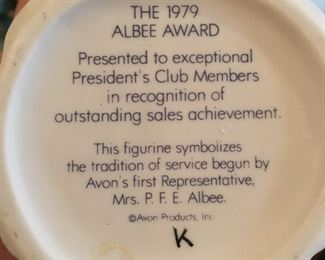 THE 1979
ALBEE AWARD
Presented to exceptional
President's Club Members
in recognition of
outstanding sales achievement.
This figurine symbolizes
the tradition of service begun by
Avon's first Representative,
Mrs. P. F. E. Albee.
©Avon Products, Inc.
K